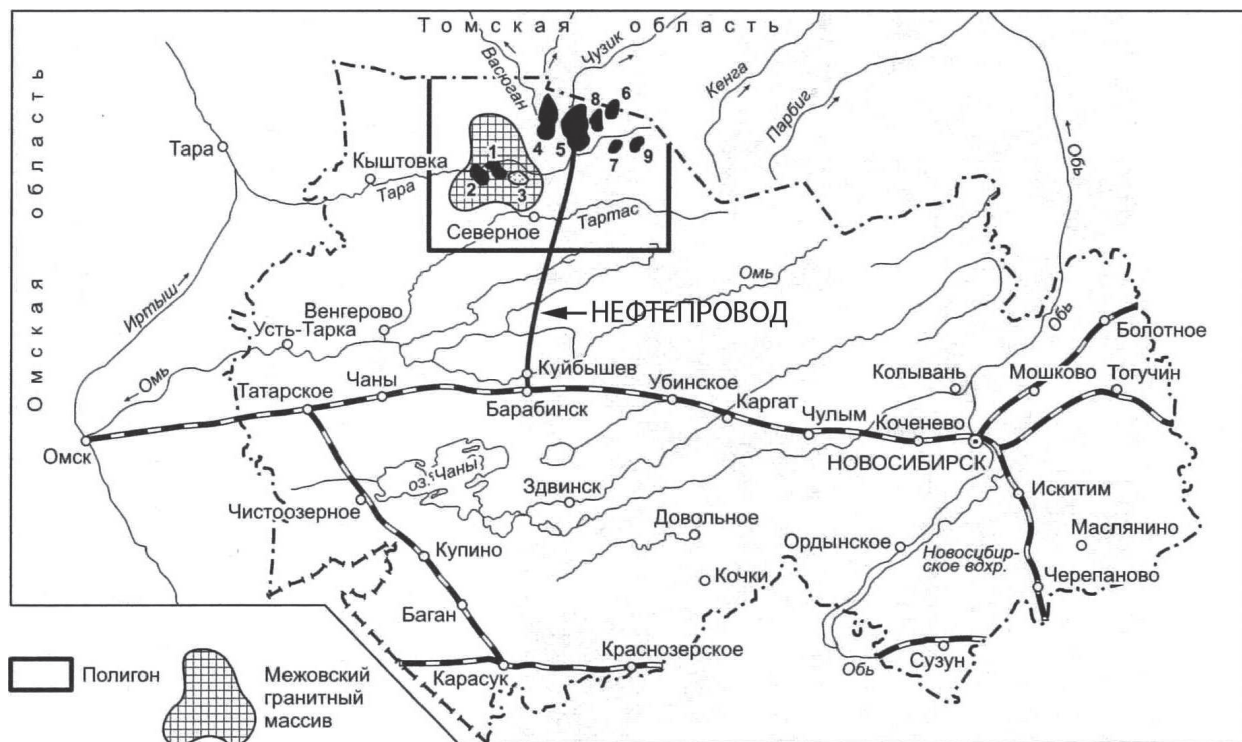 Томская область
Омская область
Васюган
Чузик
Кенга
Парбиг
Обь
6
8
4
5
7
9
1
2
3
Тара
Кыштовка
Тара
Северное
Тартас
Иртыш
Омь
Венгерово
Усть-Тарка
НЕФТЕПРОВОД
Обь
Болотное
Омь
Татарское
Чаны
Куйбышев
Барабинск
Убинское
Каргат
Чулым
Колывань
Коченево
Мошково
Тогучин
НОВОСИБИРСК
Омск
оз. Чаны
Здвинск
Чистоозерное
Довольное
Ордынское
Искитим
Маслянино
Новосибир-
ское вдхр.
Купино
Кочки
Черепаново
Баган
Карасук
Краснозерское
Обь
Сузун
Полигон
Межовский
гранитный
массив